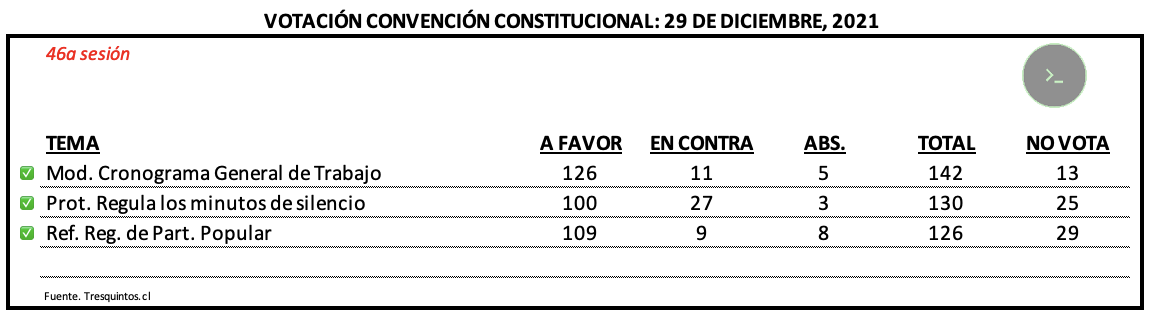 VOTACIÓN CONVENCIÓN CONSTITUCIONAL: 29 DE DICIEMBRE, 2021
46a sesión
>_
TEMA A FAVOR EN CONTRA ABS. TOTAL NO VOTA
✅ Mod. Cronograma General de Trabajo 126 11 5 142 13
✅ Prot. Regula los minutos de silencio 100 27 3 130 25
✅ Ref. Reg. de Part. Popular 109 9 8 126 29
Fuente. Tresquintos.cl